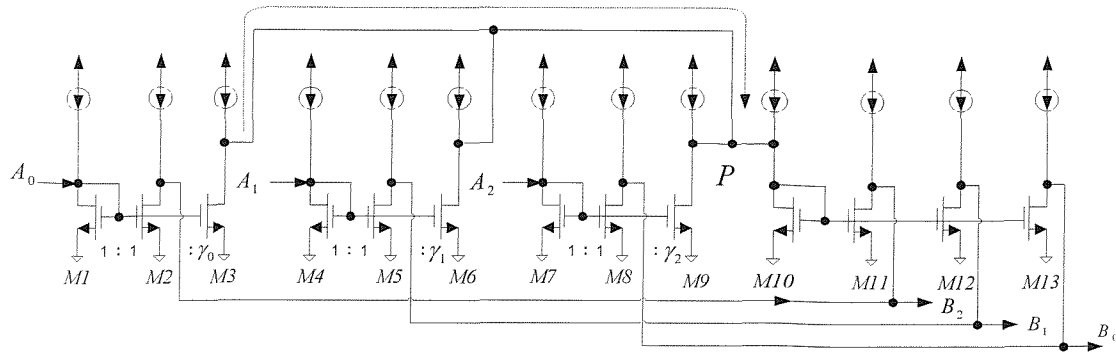 P
A₀
A₁
A₂
1 : 1 : γ₀
1 : 1 : γ₁
1 : 1 : γ₂
M1 M2 M3 M4 M5 M6 M7 M8 M9 M10 M11 M12 M13
B₂
B₁